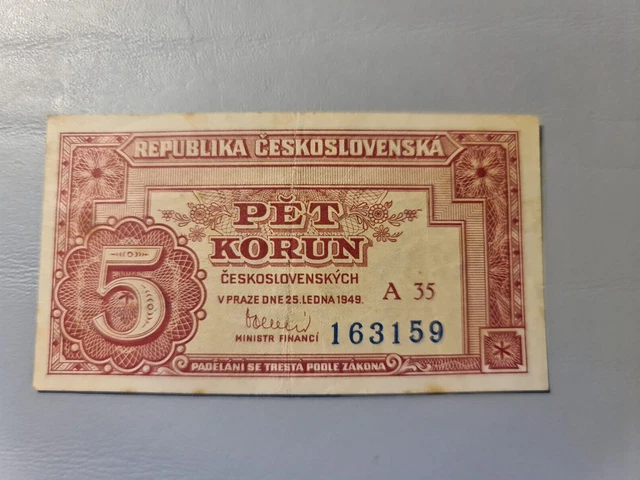 REPUBLIKA ČESKOSLOVENSKÁ
PĚT
KORUN
5
ČESKOSLOVENSKÝCH
V PRAZE DNE 25. LEDNA 1949.
A 35
MINISTR FINANCÍ
163159
PADĚLÁNÍ SE TRESTÁ PODLE ZÁKONA